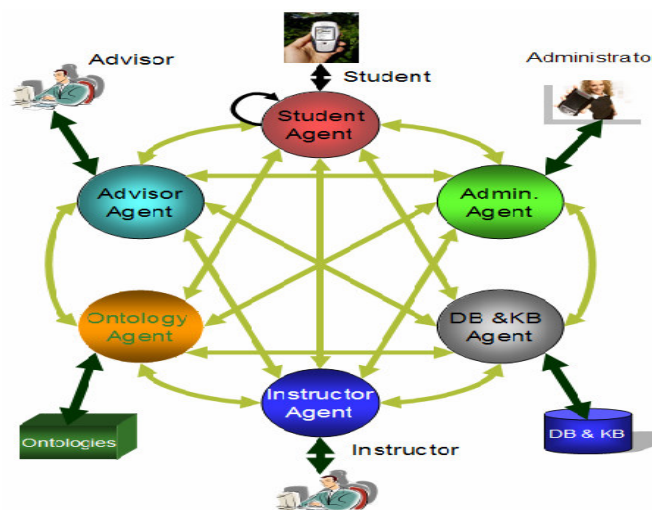 Advisor
Student
Administrato
Student
Agent
Advisor
Agent
Admin.
Agent
Ontology
Agent
DB &KB
Agent
Instructor
Agent
Ontologies
Instructor
DB & KB